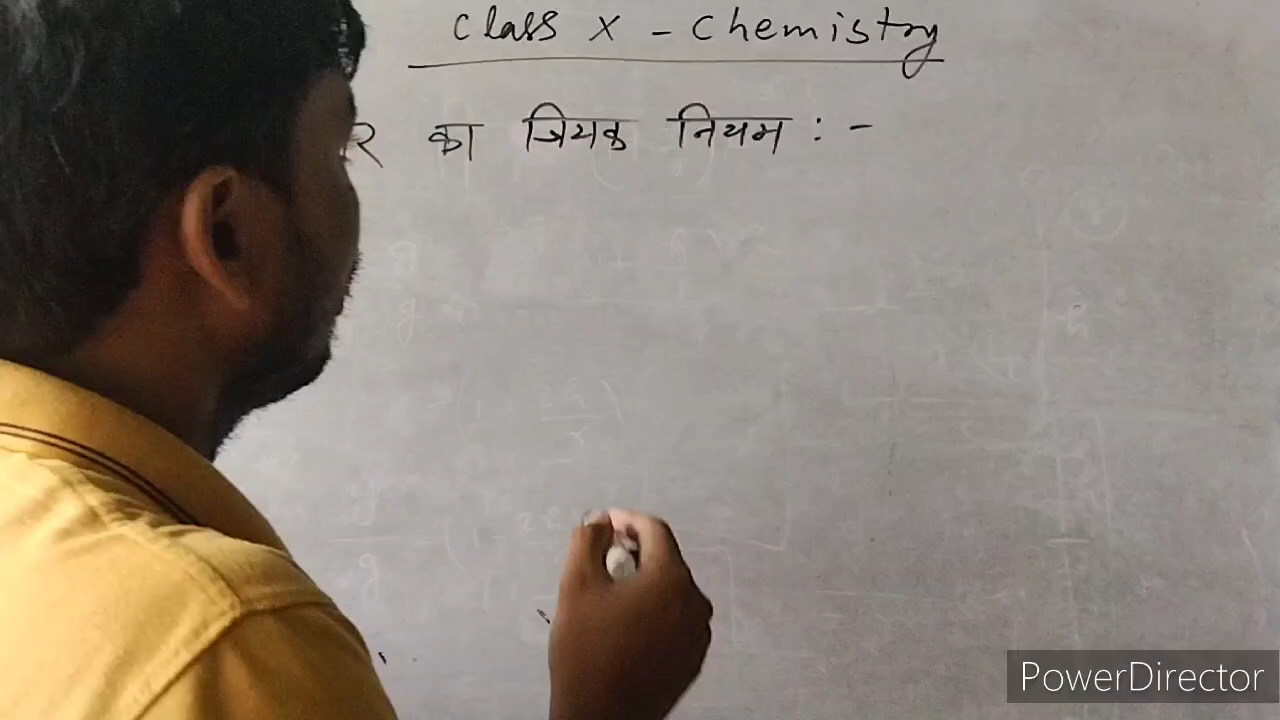 Class X - Chemistry
र का त्रियक नियम : -
PowerDirector